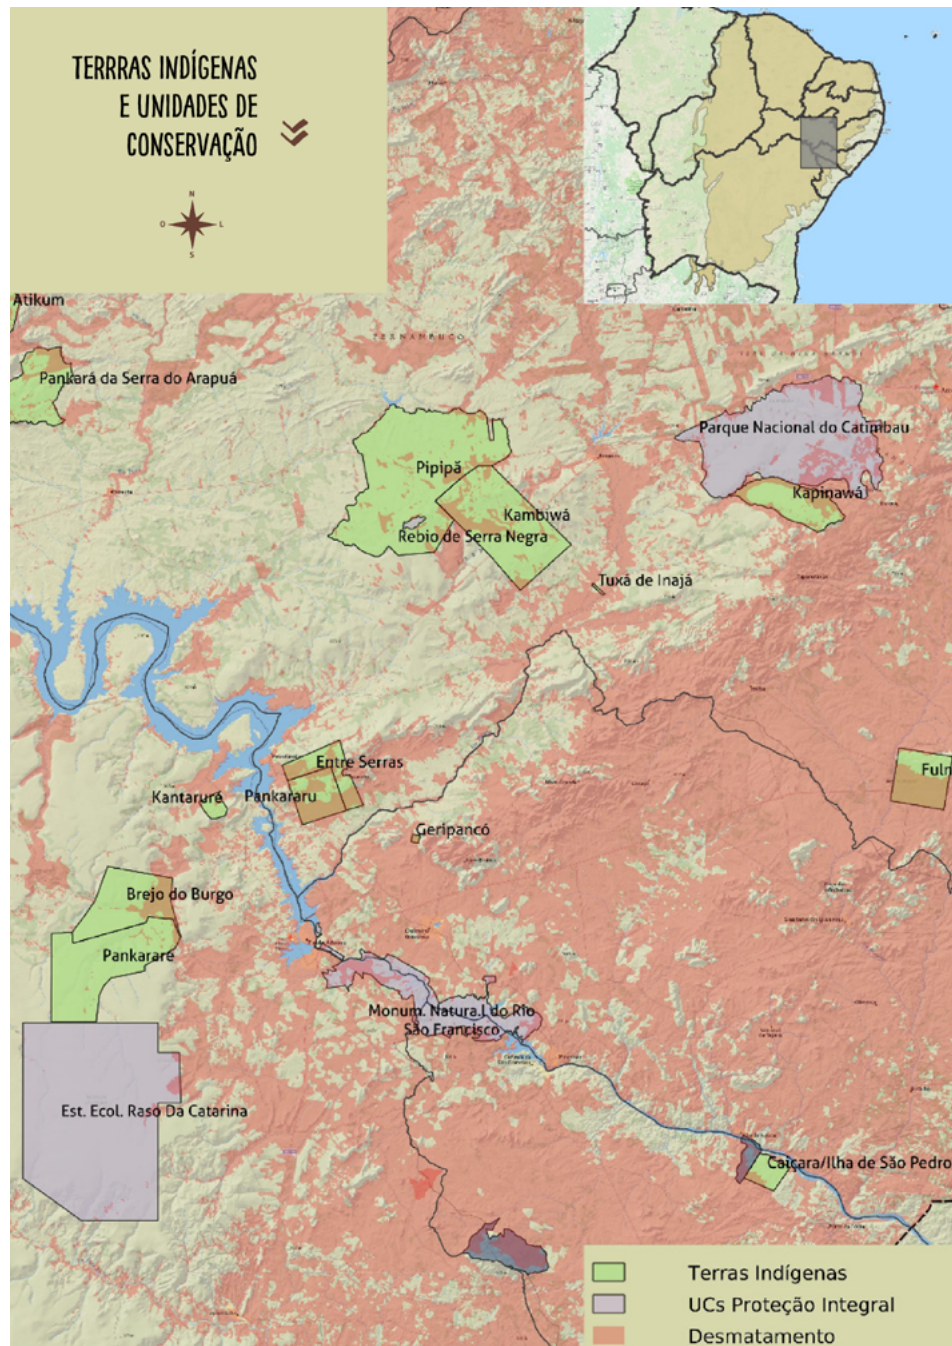 TERRRAS INDÍGENAS
E UNIDADES DE
CONSERVAÇÃO
N
O
L
S
Atikum
PERNAMBUCO
Pankará da Serra do Arapuá
Parque Nacional do Catimbau
Pipipã
Kapinawá
Kambiwá
Rebio de Serra Negra
Tuxá de Inajá
Entre Serras
Fuln
Kantaruré
Pankararu
Geripancó
Brejo do Burgo
Pankararé
Monum. Natura.l do Rio
São Francisco
Est. Ecol. Raso Da Catarina
Caiçara/Ilha de São Pedro
Terras Indígenas
UCs Proteção Integral
Desmatamento